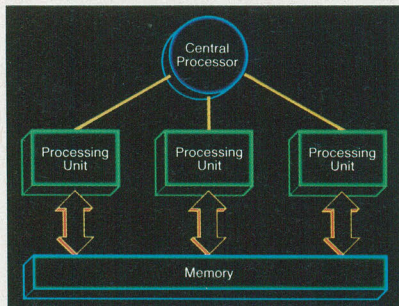 Central
Processor
Processing
Unit
Processing
Unit
Processing
Unit
Memory